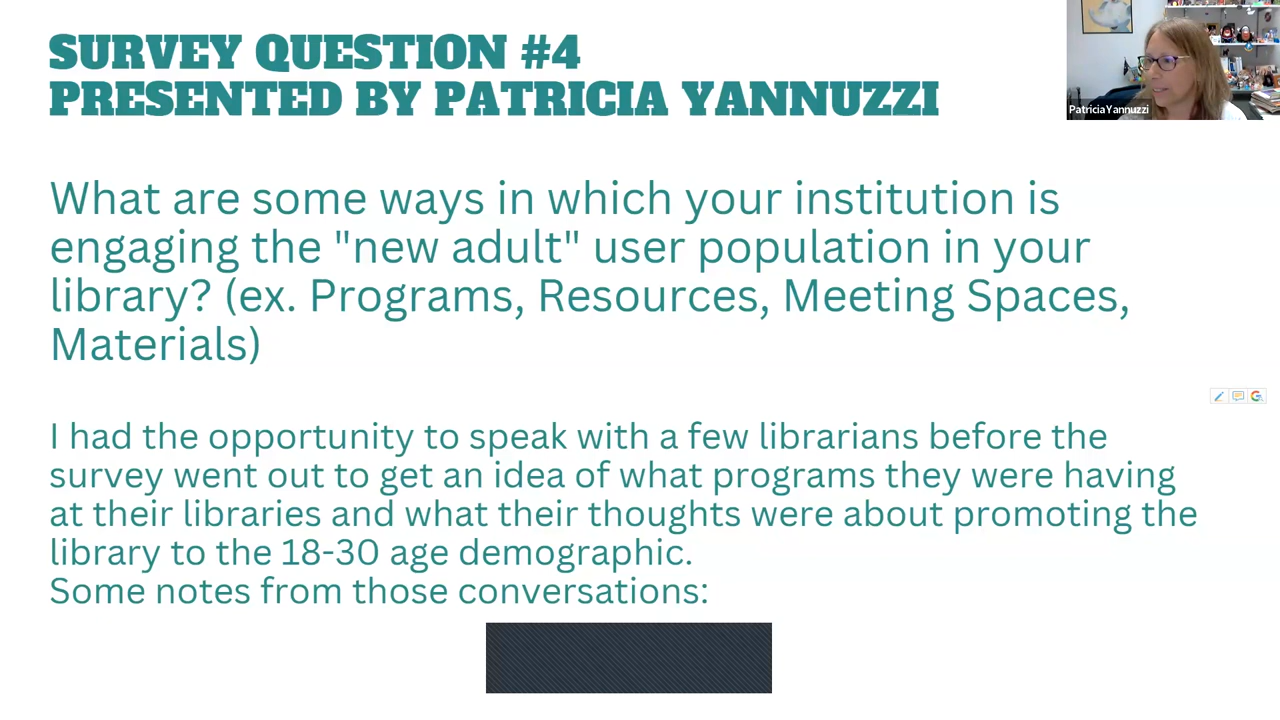 SURVEY QUESTION #4
PRESENTED BY PATRICIA YANNUZZI
Patricia Yannuzzi
What are some ways in which your institution is
engaging the "new adult" user population in your
library? (ex. Programs, Resources, Meeting Spaces,
Materials)
I had the opportunity to speak with a few librarians before the
survey went out to get an idea of what programs they were having
at their libraries and what their thoughts were about promoting the
library to the 18-30 age demographic.
Some notes from those conversations: